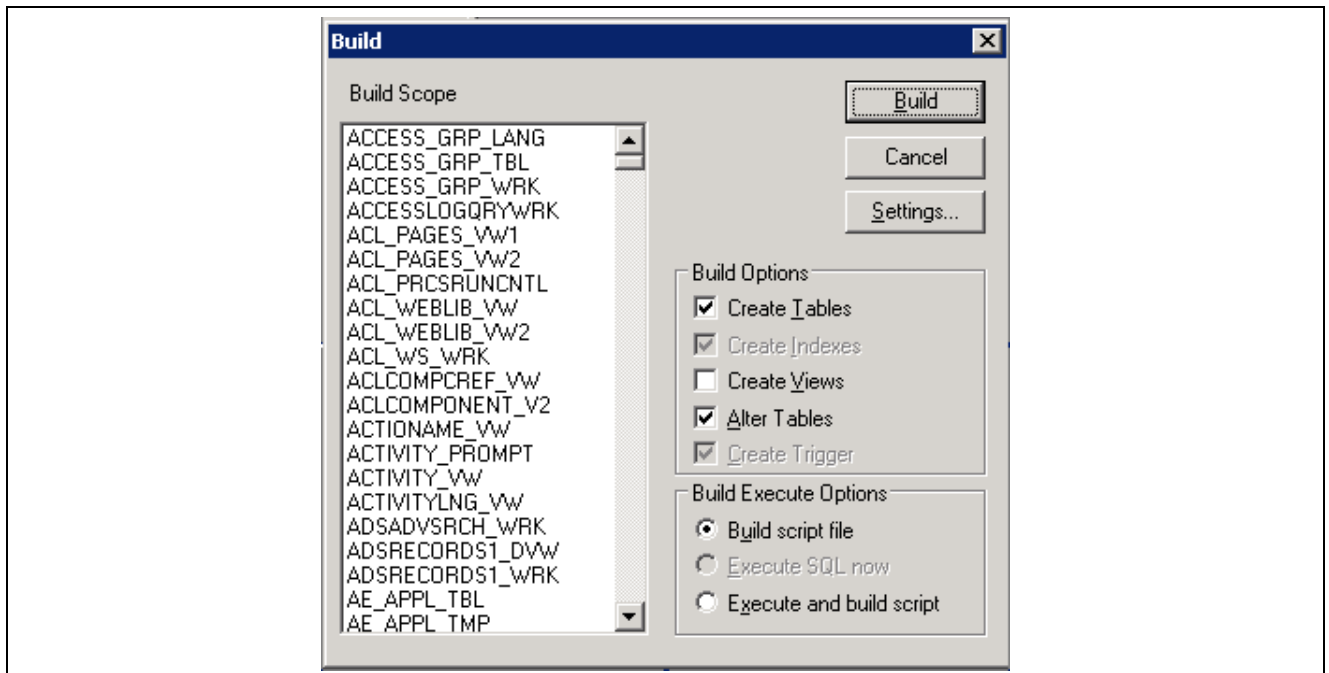 Build
Build Scope
ACCESS_GRP_LANG
ACCESS_GRP_TBL
ACCESS_GRP_WRK
ACCESSLOGQRYWRK
ACL_PAGES_VW1
ACL_PAGES_VW2
ACL_PRCSRUNCNTL
ACL_WEBLIB_VW
ACL_WEBLIB_VW2
ACL_WS_WRK
ACLCOMPCREF_VW
ACLCOMPONENT_V2
ACTIONAME_VW
ACTIVITY_PROMPT
ACTIVITY_VW
ACTIVITYLNG_VW
ADSADVSRCH_WRK
ADSRECORDS1_DVW
ADSRECORDS1_WRK
AE_APPL_TBL
AE_APPL_TMP
Build
Cancel
Settings...
Build Options
Create Tables
Create Indexes
Create Views
Alter Tables
Create Trigger
Build Execute Options
Build script file
Execute SQL now
Execute and build script